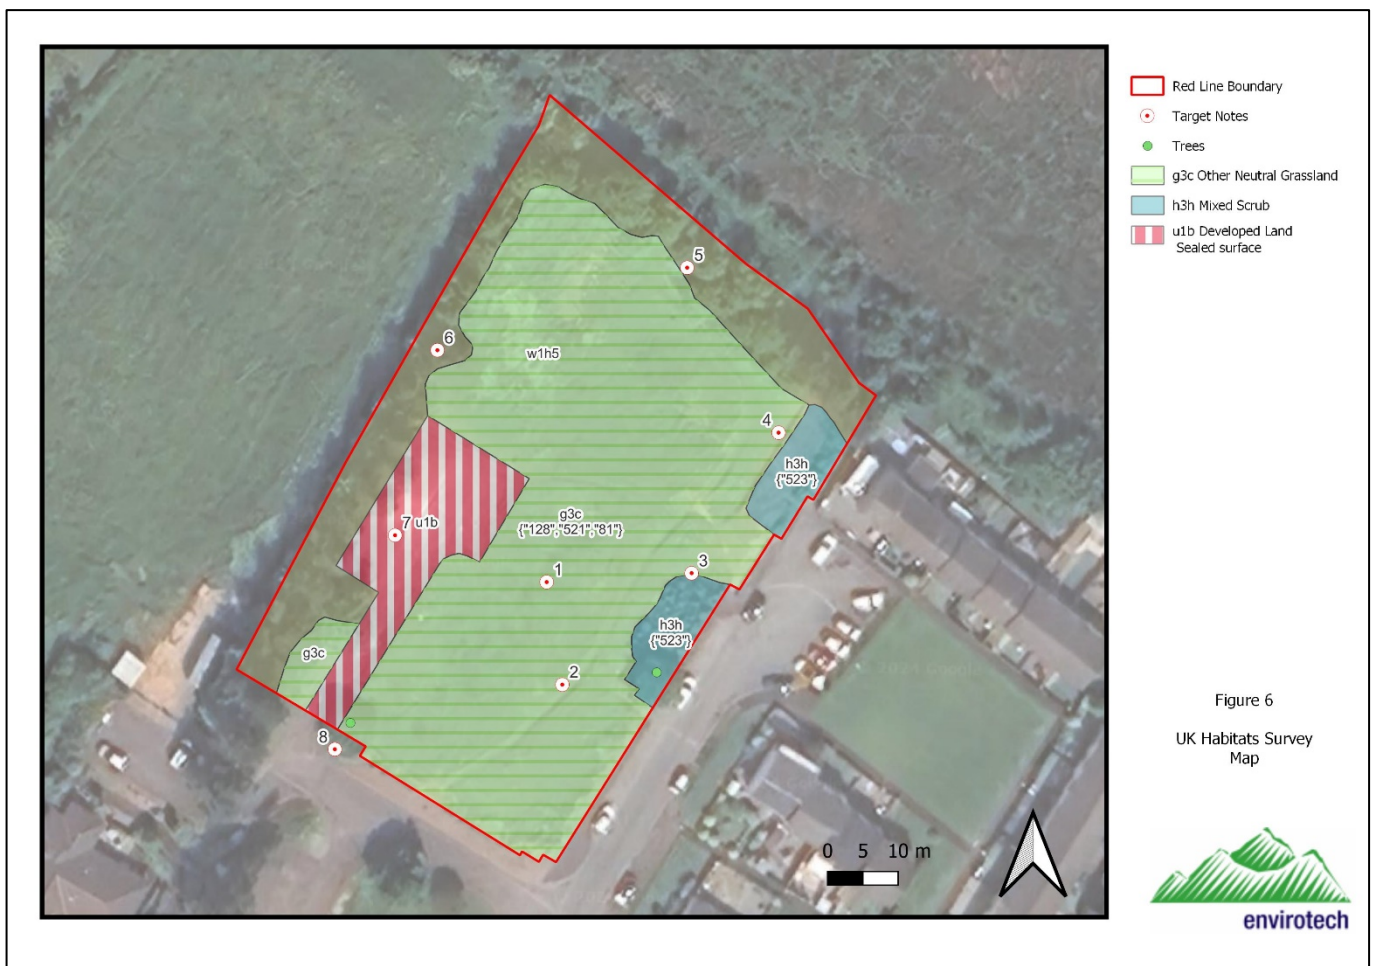 Red Line Boundary
Target Notes
Trees
g3c Other Neutral Grassland
h3h Mixed Scrub
u1b Developed Land
Sealed surface
5
6
w1h5
4
h3h
{"523"}
7 u1b
g3c
{"128","521","81"}
1
3
h3h
{"523"}
g3c
2
8
0 5 10 m
Figure 6
UK Habitats Survey
Map
envirotech